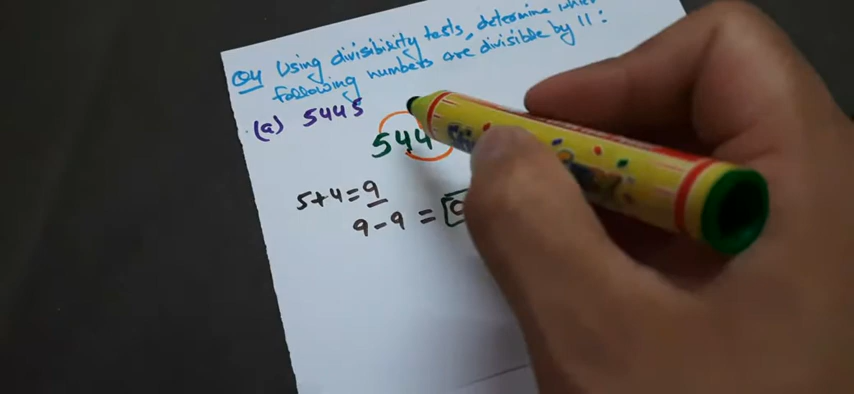 Q4 Using divisibility tests, determine which
following numbers are divisible by 11:
(a) 5445
544
5+4=9
9-9=0